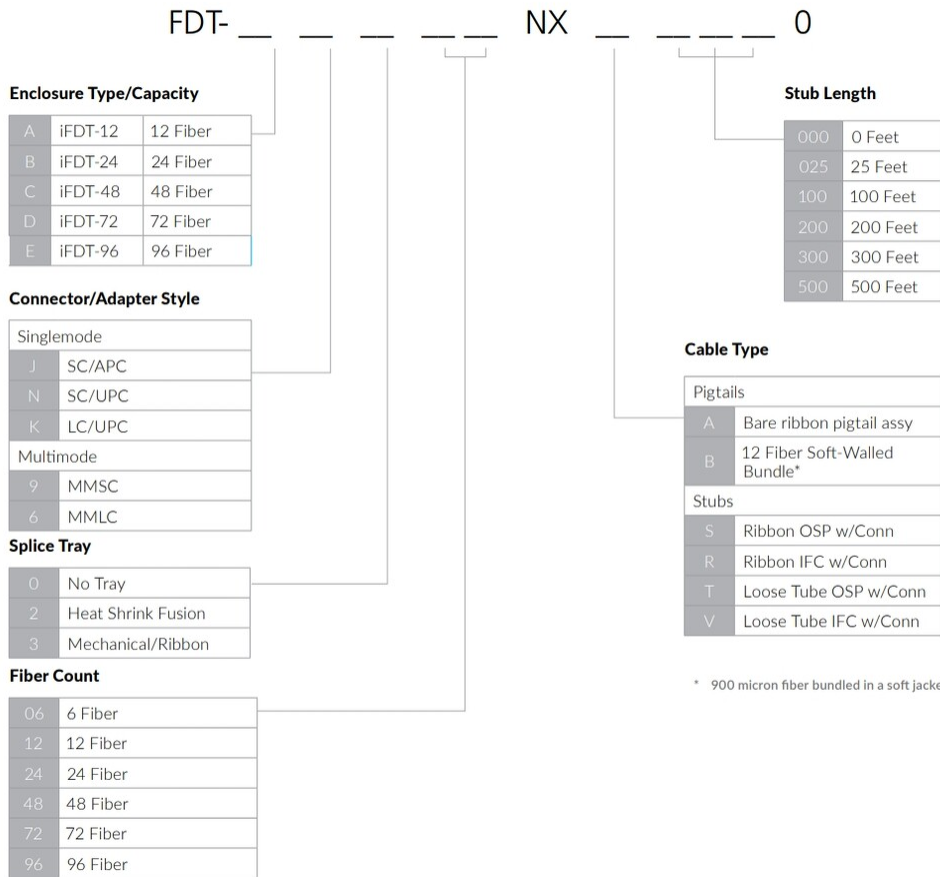 FDT- __ __ __ __ __ NX __ __ __ __ 0
Enclosure Type/Capacity
A iFDT-12 12 Fiber
B iFDT-24 24 Fiber
C iFDT-48 48 Fiber
D iFDT-72 72 Fiber
E iFDT-96 96 Fiber
Connector/Adapter Style
Singlemode
J SC/APC
N SC/UPC
K LC/UPC
Multimode
9 MMSC
6 MMLC
Splice Tray
0 No Tray
2 Heat Shrink Fusion
3 Mechanical/Ribbon
Fiber Count
06 6 Fiber
12 12 Fiber
24 24 Fiber
48 48 Fiber
72 72 Fiber
96 96 Fiber
Stub Length
000 0 Feet
025 25 Feet
100 100 Feet
200 200 Feet
300 300 Feet
500 500 Feet
Cable Type
Pigtails
A Bare ribbon pigtail assy
B 12 Fiber Soft-Walled
Bundle*
Stubs
S Ribbon OSP w/Conn
R Ribbon IFC w/Conn
T Loose Tube OSP w/Conn
V Loose Tube IFC w/Conn
* 900 micron fiber bundled in a soft jacke